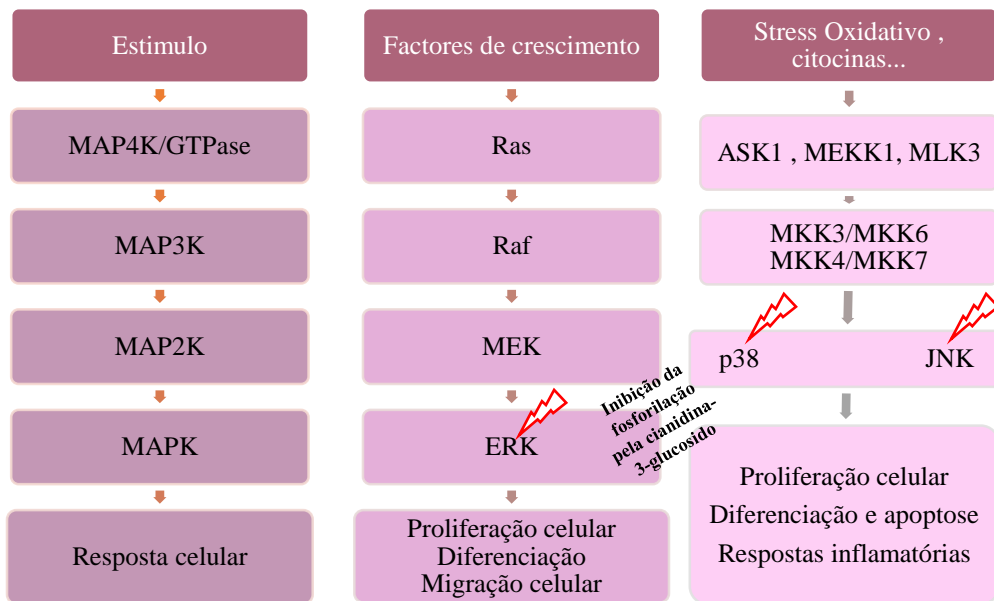 Estimulo
MAP4K/GTPase
MAP3K
MAP2K
MAPK
Resposta celular
Factores de crescimento
Ras
Raf
MEK
ERK
Proliferação celular
Diferenciação
Migração celular
Inibição da
fosforilação
pela cianidina-
3-glucosido
Stress Oxidativo ,
citocinas...
ASK1 , MEKK1, MLK3
MKK3/MKK6
MKK4/MKK7
p38 JNK
Proliferação celular
Diferenciação e apoptose
Respostas inflamatórias